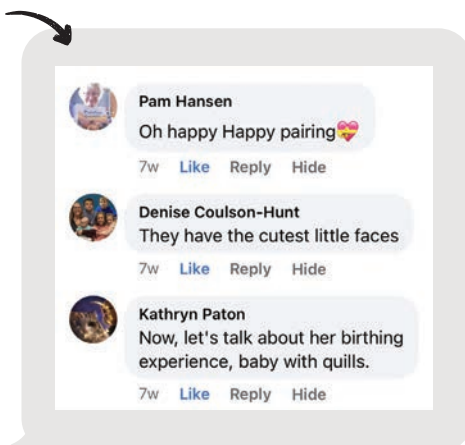 Pam Hansen
Oh happy Happy pairing💝
7w Like Reply Hide
Denise Coulson-Hunt
They have the cutest little faces
7w Like Reply Hide
Kathryn Paton
Now, let's talk about her birthing
experience, baby with quills.
7w Like Reply Hide